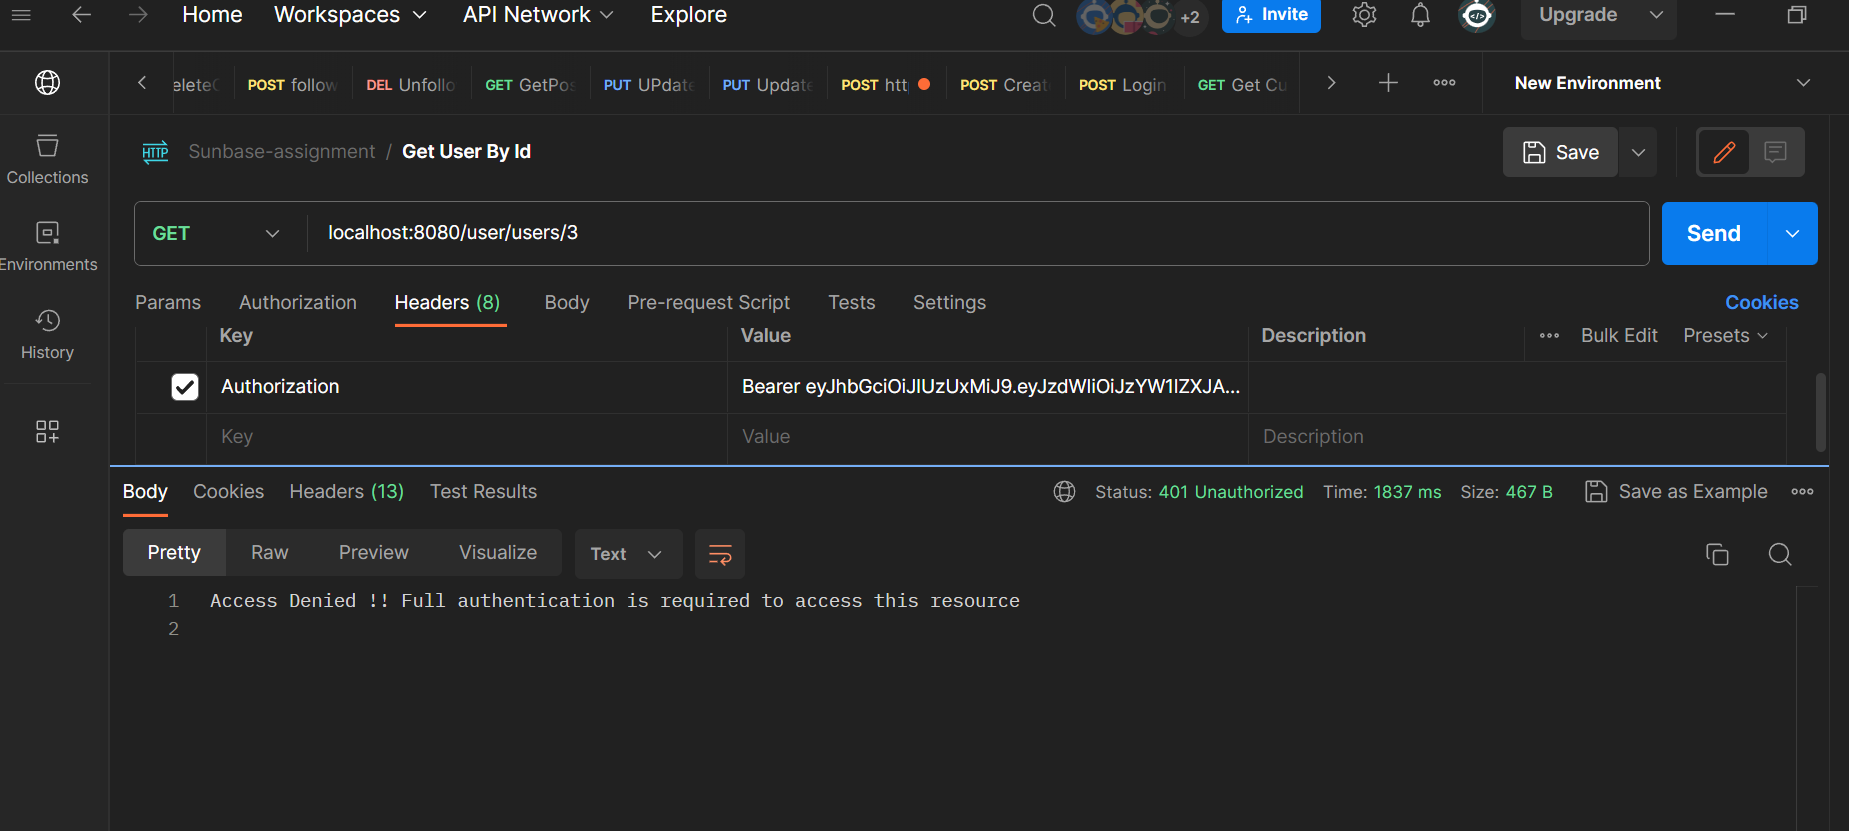 Home Workspaces API Network Explore +2 Invite Upgrade
POST follow DEL Unfollo GET GetPos PUT UPdate PUT Update POST htt POST Creat POST Login GET Get Cu New Environment
HTTP Sunbase-assignment / Get User By Id Save
Collections
GET localhost:8080/user/users/3 Send
Environments
Params Authorization Headers (8) Body Pre-request Script Tests Settings Cookies
History
Key Value Description Bulk Edit Presets
Authorization Bearer eyJhbGciOiJIUzUxMiJ9.eyJzdWIiOiJzYW1lZXJA...
Key Value Description
Body Cookies Headers (13) Test Results Status: 401 Unauthorized Time: 1837 ms Size: 467 B Save as Example
Pretty Raw Preview Visualize Text
1 Access Denied !! Full authentication is required to access this resource
2